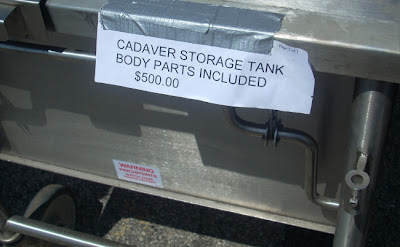 CADAVER STORAGE TANK
BODY PARTS INCLUDED
$500.00
WARNING